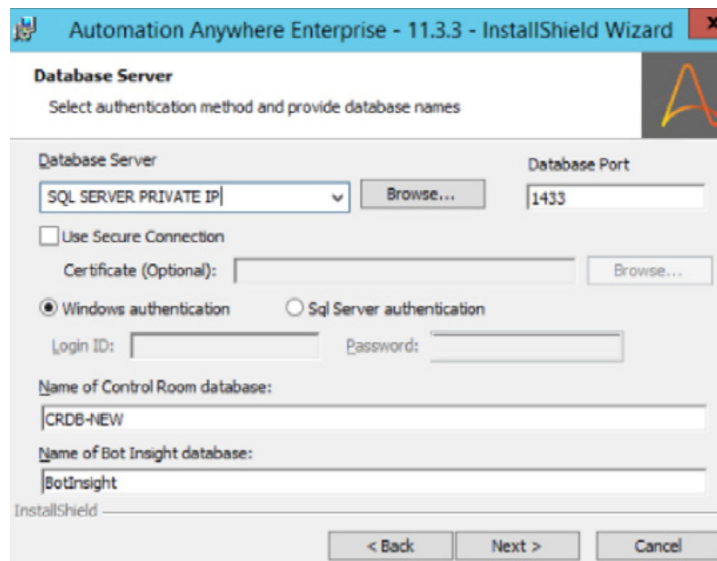 Automation Anywhere Enterprise - 11.3.3 - InstallShield Wizard
Database Server
Select authentication method and provide database names
Database Server
Database Port
SQL SERVER PRIVATE IP
Browse...
1433
Use Secure Connection
Certificate (Optional):
Browse...
Windows authentication
Sql Server authentication
Login ID:
Password:
Name of Control Room database:
CRDB-NEW
Name of Bot Insight database:
BotInsight
InstallShield
< Back
Next >
Cancel